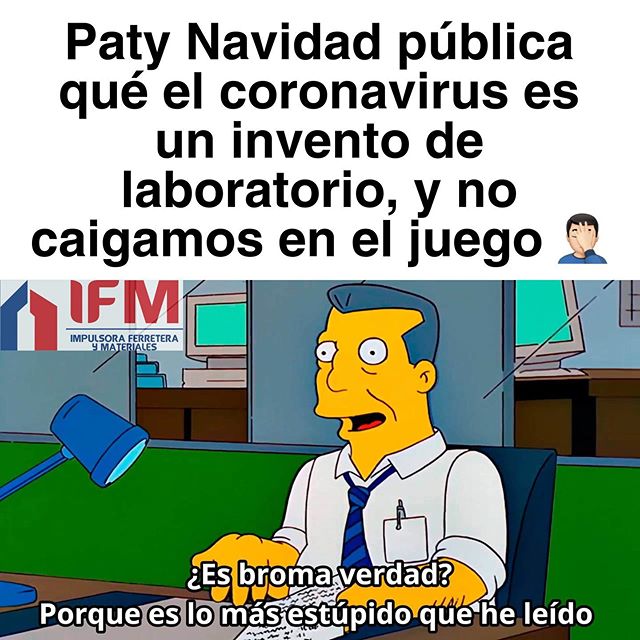 Paty Navidad pública
qué el coronavirus es
un invento de
laboratorio, y no
caigamos en el juego 🤦🏻‍♂️
IFM
IMPULSORA FERRETERA
Y MATERIALES
¿Es broma verdad?
Porque es lo más estúpido que he leído